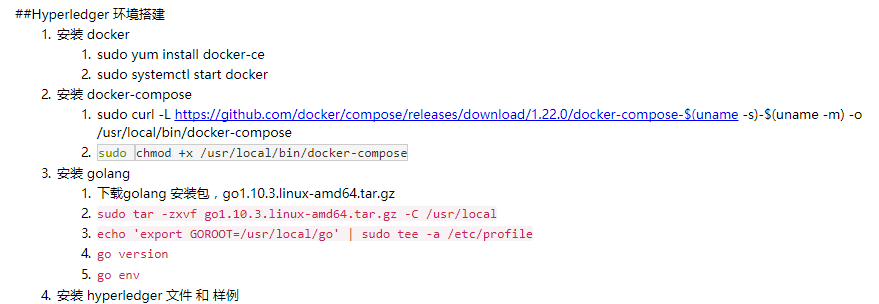 ##Hyperledger 环境搭建
1. 安装 docker
1. sudo yum install docker-ce
2. sudo systemctl start docker
2. 安装 docker-compose
1. sudo curl -L https://github.com/docker/compose/releases/download/1.22.0/docker-compose-$(uname -s)-$(uname -m) -o
/usr/local/bin/docker-compose
2. sudo chmod +x /usr/local/bin/docker-compose
3. 安装 golang
1. 下载golang 安装包，go1.10.3.linux-amd64.tar.gz
2. sudo tar -zxvf go1.10.3.linux-amd64.tar.gz -C /usr/local
3. echo 'export GOROOT=/usr/local/go' | sudo tee -a /etc/profile
4. go version
5. go env
4. 安装 hyperledger 文件 和 样例